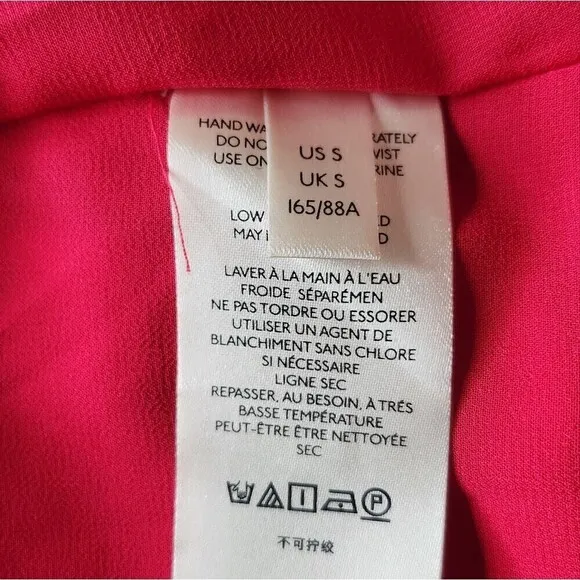 HAND WA RATELY
DO NO WIST
USE ON RINE
US S
UK S
165/88A
LOW ED
MAY D
LAVER À LA MAIN À L'EAU
FROIDE SÉPARÉMEN
NE PAS TORDRE OU ESSORER
UTILISER UN AGENT DE
BLANCHIMENT SANS CHLORE
SI NÉCESSAIRE
LIGNE SEC
REPASSER, AU BESOIN, À TRÉS
BASSE TEMPÉRATURE
PEUT-ÊTRE ÊTRE NETTOYÉE
SEC
P
不可拧绞